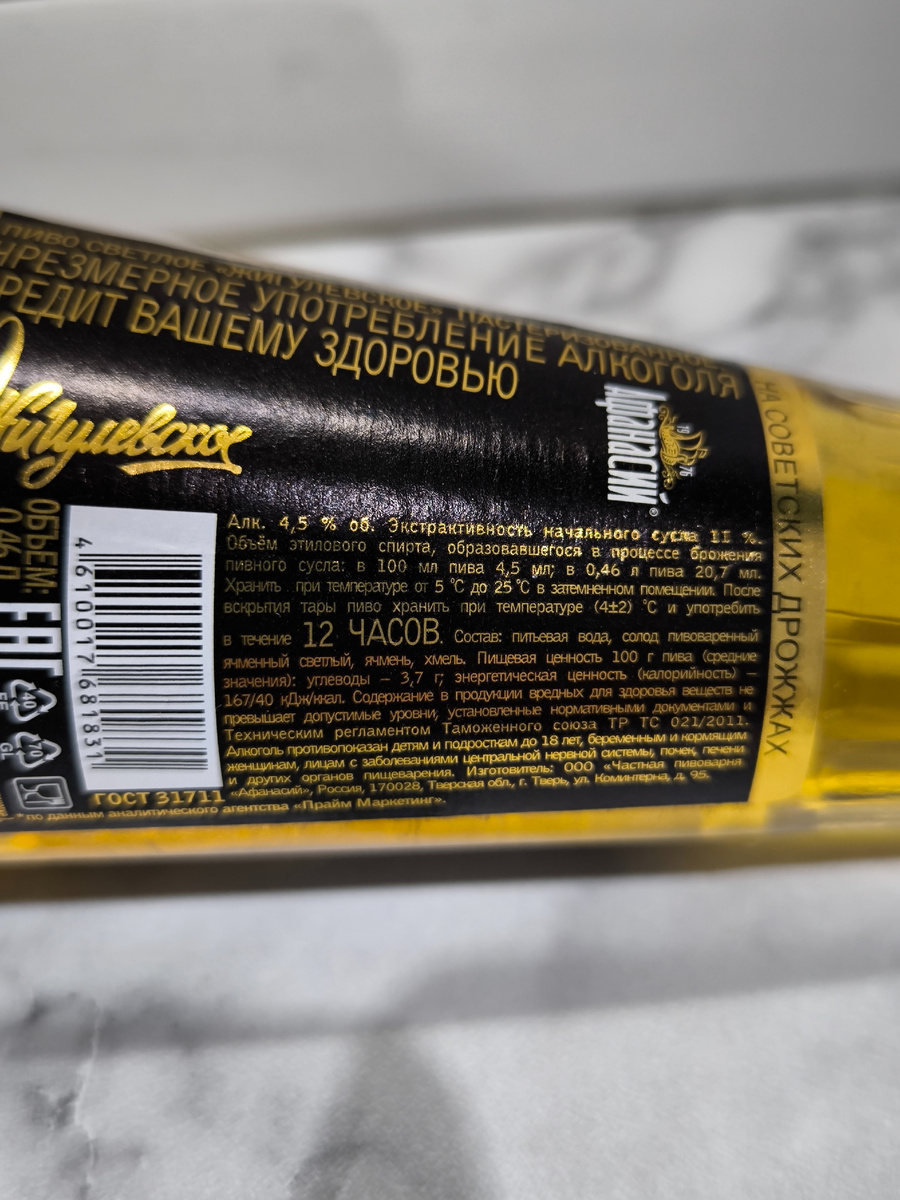 ПИВО СВЕТЛОЕ «ЖИГУЛЕВСКОЕ» ПАСТЕРИЗОВАННОЕ.
ЧРЕЗМЕРНОЕ УПОТРЕБЛЕНИЕ АЛКОГОЛЯ
РЕДИТ ВАШЕМУ ЗДОРОВЬЮ
Жигулевское
Афанасий
19 76
®
НА СОВЕТСКИХ ДРОЖЖАХ
ОБЪЕМ:
0,46 Л
EAC
Алк. 4,5 % об. Экстрактивность начального сусла 11 %.
Объём этилового спирта, образовавшегося в процессе брожения
пивного сусла: в 100 мл пива 4,5 мл; в 0,46 л пива 20,7 мл.
Хранить при температуре от 5 °С до 25 °С в затемненном помещении. После
вскрытия тары пиво хранить при температуре (4±2) °С и употребить
в течение 12 ЧАСОВ. Состав: питьевая вода, солод пивоваренный
ячменный светлый, ячмень, хмель. Пищевая ценность 100 г пива (средние
значения): углеводы – 3,7 г; энергетическая ценность (калорийность) –
167/40 кДж/ккал. Содержание в продукции вредных для здоровья веществ не
превышает допустимые уровни, установленные нормативными документами и
Техническим регламентом Таможенного союза ТР ТС 021/2011.
Алкоголь противопоказан детям и подросткам до 18 лет, беременным и кормящим
женщинам, лицам с заболеваниями центральной нервной системы, почек, печени
и других органов пищеварения. Изготовитель: ООО «Частная пивоварня
«Афанасий», Россия, 170028, Тверская обл., г. Тверь, ул. Коминтерна, д. 95.
4 610017 681831
70
GL
ГОСТ 31711
*по данным аналитического агентства «Прайм Маркетинг».